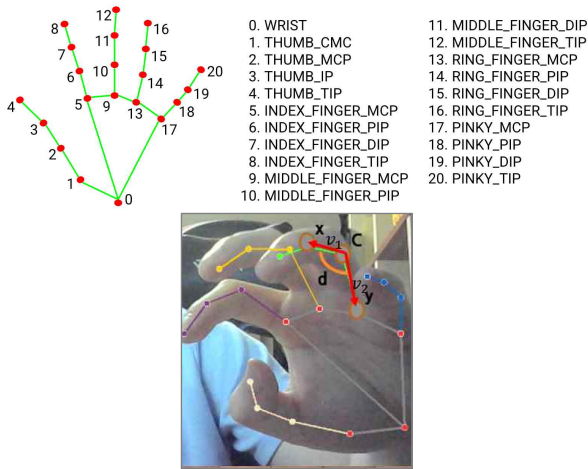 8
12
16
7
11
15
20
6
10
14
19
4
5
9
13
18
3
17
2
1
0
0. WRIST
1. THUMB_CMC
2. THUMB_MCP
3. THUMB_IP
4. THUMB_TIP
5. INDEX_FINGER_MCP
6. INDEX_FINGER_PIP
7. INDEX_FINGER_DIP
8. INDEX_FINGER_TIP
9. MIDDLE_FINGER_MCP
10. MIDDLE_FINGER_PIP
11. MIDDLE_FINGER_DIP
12. MIDDLE_FINGER_TIP
13. RING_FINGER_MCP
14. RING_FINGER_PIP
15. RING_FINGER_DIP
16. RING_FINGER_TIP
17. PINKY_MCP
18. PINKY_PIP
19. PINKY_DIP
20. PINKY_TIP
x
v₁
C
d
v₂
y